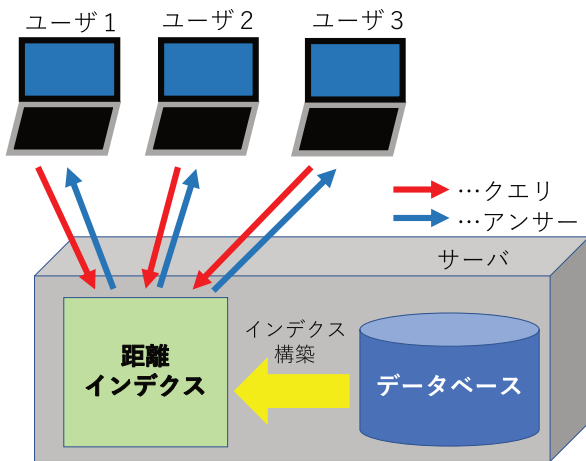 ユーザ1
ユーザ2
ユーザ3
…クエリ
…アンサー
サーバ
インデクス
構築
距離
インデクス
データベース